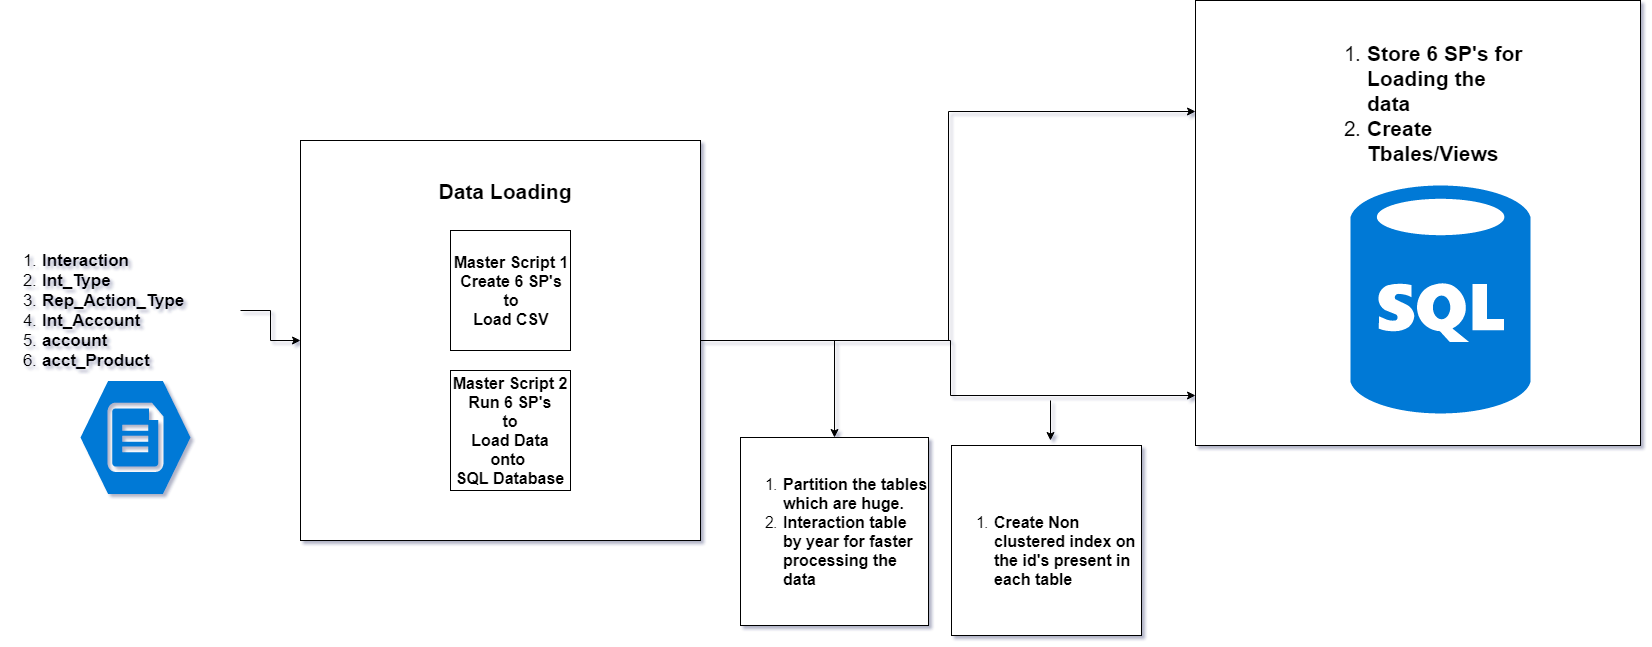 1. Interaction
2. Int_Type
3. Rep_Action_Type
4. Int_Account
5. account
6. acct_Product
Data Loading
Master Script 1
Create 6 SP's
to
Load CSV
Master Script 2
Run 6 SP's
to
Load Data
onto
SQL Database
1. Partition the tables
which are huge.
2. Interaction table
by year for faster
processing the
data
1. Create Non
clustered index on
the id's present in
each table
1. Store 6 SP's for
Loading the
data
2. Create
Tbales/Views
SQL